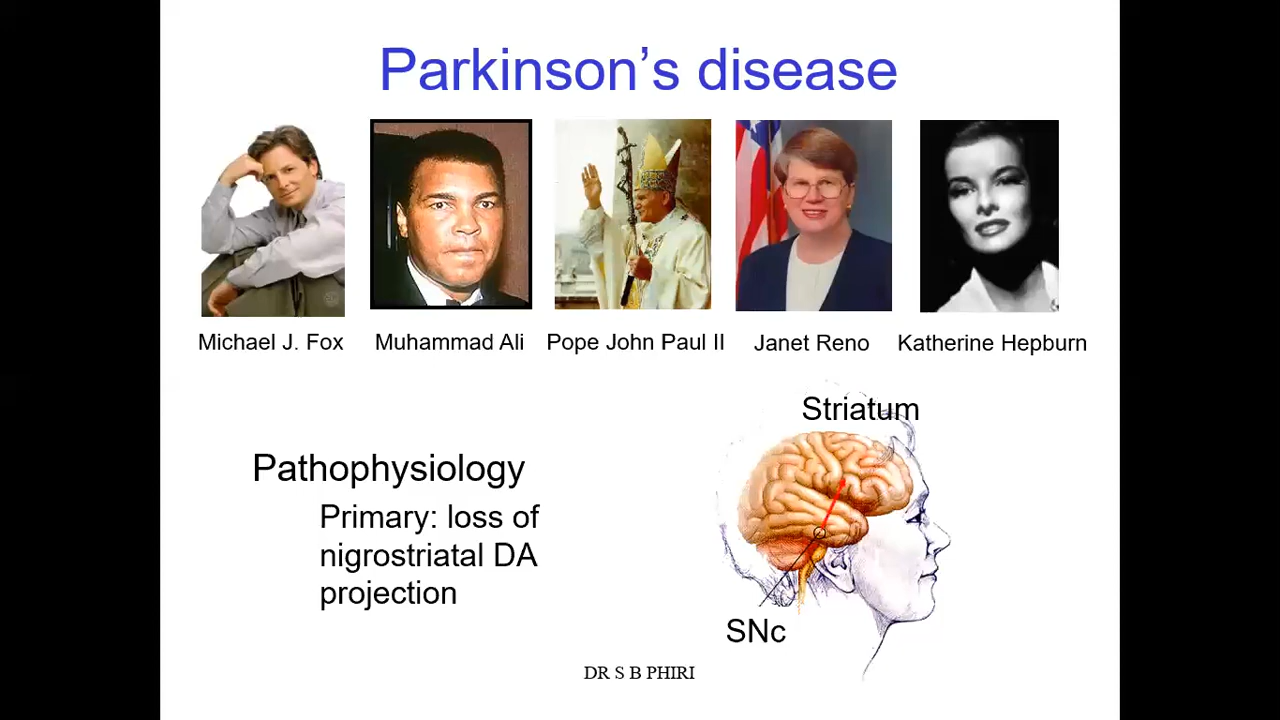 Parkinson’s disease
Michael J. Fox
Muhammad Ali
Pope John Paul II
Janet Reno
Katherine Hepburn
Striatum
Pathophysiology
Primary: loss of
nigrostriatal DA
projection
SNc
DR S B PHIRI